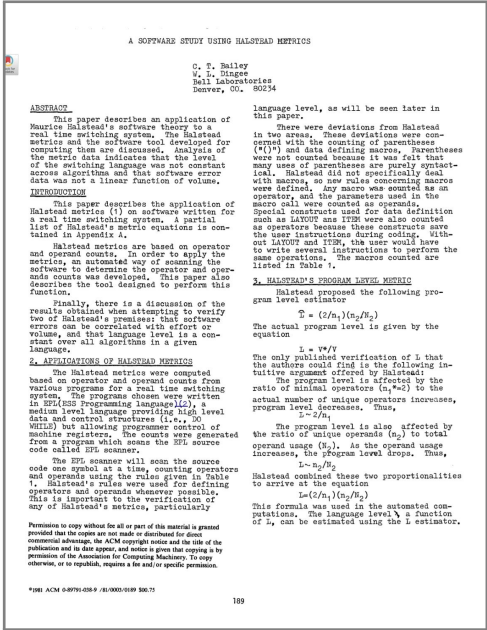 A SOFTWARE STUDY USING HALSTEAD METRICS
C. T. Bailey
W. L. Dingee
Bell Laboratories
Denver, CO. 80234
ABSTRACT
This paper describes an application of
Maurice Halstead's software theory to a
real time switching system. The Halstead
metrics and the software tool developed for
computing them are discussed. Analysis of
the metric data indicates that the level
of the switching language was not constant
across algorithms and that software error
data was not a linear function of volume.
INTRODUCTION
This paper describes the application of
Halstead metrics (1) on software written for
a real time switching system. A partial
list of Halstead's metric equations is con-
tained in Appendix A.
Halstead metrics are based on operator
and operand counts. In order to apply the
metrics, an automated way of scanning the
software to determine the operator and oper-
ands counts was developed. This paper also
describes the tool designed to perform this
function.
Finally, there is a discussion of the
results obtained when attempting to verify
two of Halstead's premises: that software
errors can be correlated with effort or
volume, and that language level is a con-
stant over all algorithms in a given
language.
2. APPLICATIONS OF HALSTEAD METRICS
The Halstead metrics were computed
based on operator and operand counts from
various programs for a real time switching
system. The programs chosen were written
in EPL(ESS Programming language)(2), a
medium level language providing high level
data and control structures (i.e., DO
WHILE) but allowing programmer control of
machine registers. The counts were generated
from a program which scans the EPL source
code called EPL scanner.
The EPL scanner will scan the source
code one symbol at a time, counting operators
and operands using the rules given in Table
1. Halstead's rules were used for defining
operators and operands whenever possible.
This is important to the verification of
any of Halstead's metrics, particularly
Permission to copy without fee all or part of this material is granted
provided that the copies are not made or distributed for direct
commercial advantage, the ACM copyright notice and the title of the
publication and its date appear, and notice is given that copying is by
permission of the Association for Computing Machinery. To copy
otherwise, or to republish, requires a fee and/or specific permission.
©1981 ACM 0-89791-038-9 /81/0003/0189 $00.75
language level, as will be seen later in
this paper.
There were deviations from Halstead
in two areas. These deviations were con-
cerned with the counting of parentheses
("()") and data defining macros. Parentheses
were not counted because it was felt that
many uses of parentheses are purely syntact-
ical. Halstead did not specifically deal
with macros, so new rules concerning macros
were defined. Any macro was counted as an
operator, and the parameters used in the
macro call were counted as operands.
Special constructs used for data definition
such as LAYOUT ans ITEM were also counted
as operators because these constructs save
the user instructions during coding. With-
out LAYOUT and ITEM, the user would have
to write several instructions to perform the
same operations. The macros counted are
listed in Table 1.
3. HALSTEAD'S PROGRAM LEVEL METRIC
Halstead proposed the following pro-
gram level estimator
L̂ = (2/n₁)(n₂/N₂)
The actual program level is given by the
equation
L = V*/V
The only published verification of L that
the authors could find is the following in-
tuitive argument offered by Halstead:
The program level is affected by the
ratio of minimal operators (n₁*=2) to the
actual number of unique operators increases,
program level decreases. Thus,
L~2/n₁
The program level is also affected by
the ratio of unique operands (n₂) to total
operand usage (N₂). As the operand usage
increases, the program level drops. Thus,
L~n₂/N₂
Halstead combined these two proportionalities
to arrive at the equation
L=(2/n₁)(n₂/N₂)
This formula was used in the automated com-
putations. The language level λ, a function
of L, can be estimated using the L estimator.
189